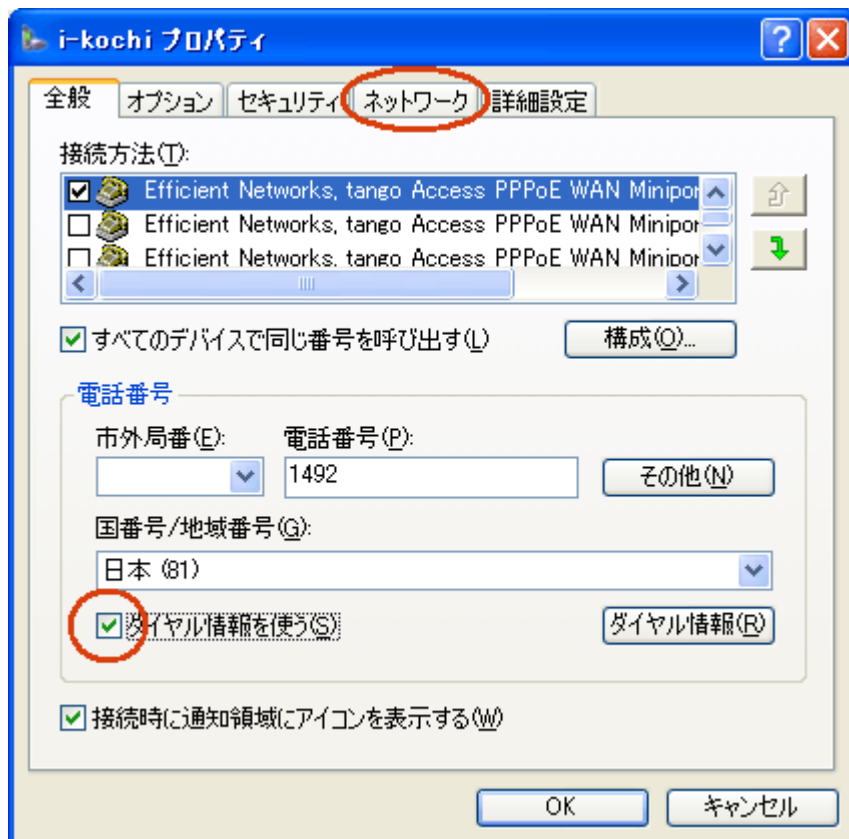 i-kochi プロパティ
全般 オプション セキュリティ ネットワーク 詳細設定
接続方法(T):
Efficient Networks, tango Access PPPoE WAN Minipor
Efficient Networks, tango Access PPPoE WAN Minipor
Efficient Networks, tango Access PPPoE WAN Minipor
すべてのデバイスで同じ番号を呼び出す(L) 構成(O)...
電話番号
市外局番(E): 電話番号(P):
1492 その他(N)
国番号/地域番号(G):
日本 (81)
ダイヤル情報を使う(S) ダイヤル情報(R)
接続時に通知領域にアイコンを表示する(W)
OK キャンセル